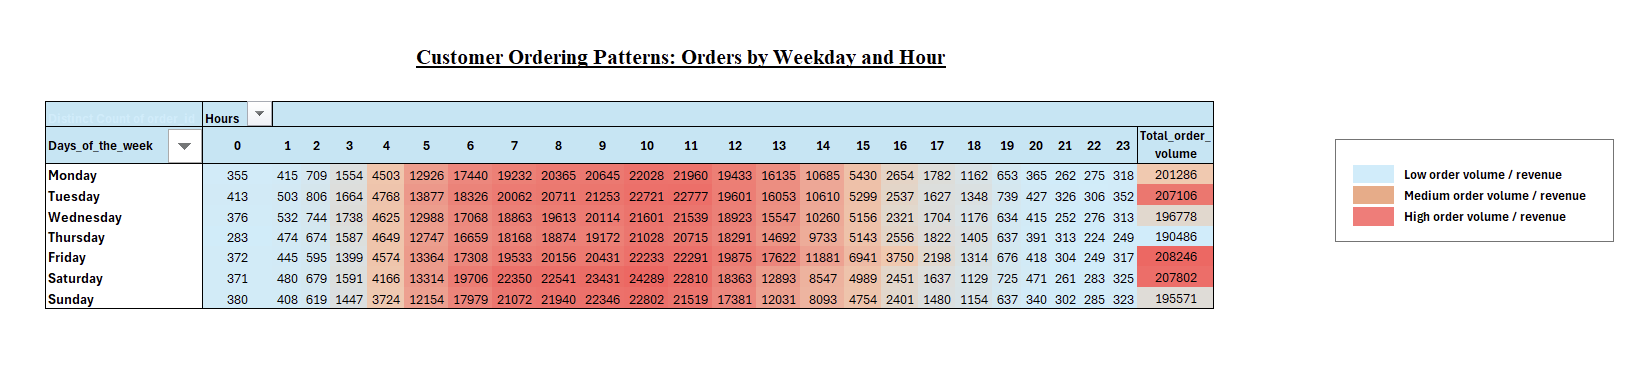 Customer Ordering Patterns: Orders by Weekday and Hour
Distinct Count of order_id Hours
Days_of_the_week 0 1 2 3 4 5 6 7 8 9 10 11 12 13 14 15 16 17 18 19 20 21 22 23 Total_order_
volume
Monday 355 415 709 1554 4503 12926 17440 19232 20365 20645 22028 21960 19433 16135 10685 5430 2654 1782 1162 653 365 262 275 318 201286
Tuesday 413 503 806 1664 4768 13877 18326 20062 20711 21253 22721 22777 19601 16053 10610 5299 2537 1627 1348 739 427 326 306 352 207106
Wednesday 376 532 744 1738 4625 12988 17068 18863 19613 20114 21601 21539 18923 15547 10260 5156 2321 1704 1176 634 415 252 276 313 196778
Thursday 283 474 674 1587 4649 12747 16659 18168 18874 19172 21028 20715 18291 14692 9733 5143 2556 1822 1405 637 391 313 224 249 190486
Friday 372 445 595 1399 4574 13364 17308 19533 20156 20431 22233 22291 19875 17622 11881 6941 3750 2198 1314 676 418 304 249 317 208246
Saturday 371 480 679 1591 4166 13314 19706 22350 22541 23431 24289 22810 18363 12893 8547 4989 2451 1637 1129 725 471 261 283 325 207802
Sunday 380 408 619 1447 3724 12154 17979 21072 21940 22346 22802 21519 17381 12031 8093 4754 2401 1480 1154 637 340 302 285 323 195571
Low order volume / revenue
Medium order volume / revenue
High order volume / revenue